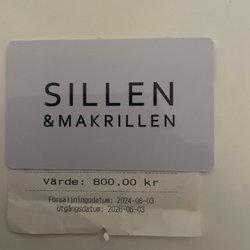 SILLEN
& MAKRILLEN
Värde: 800.00 kr
Försäljningsdatum: 2024-06-03
Utgångsdatum: 2026-06-03